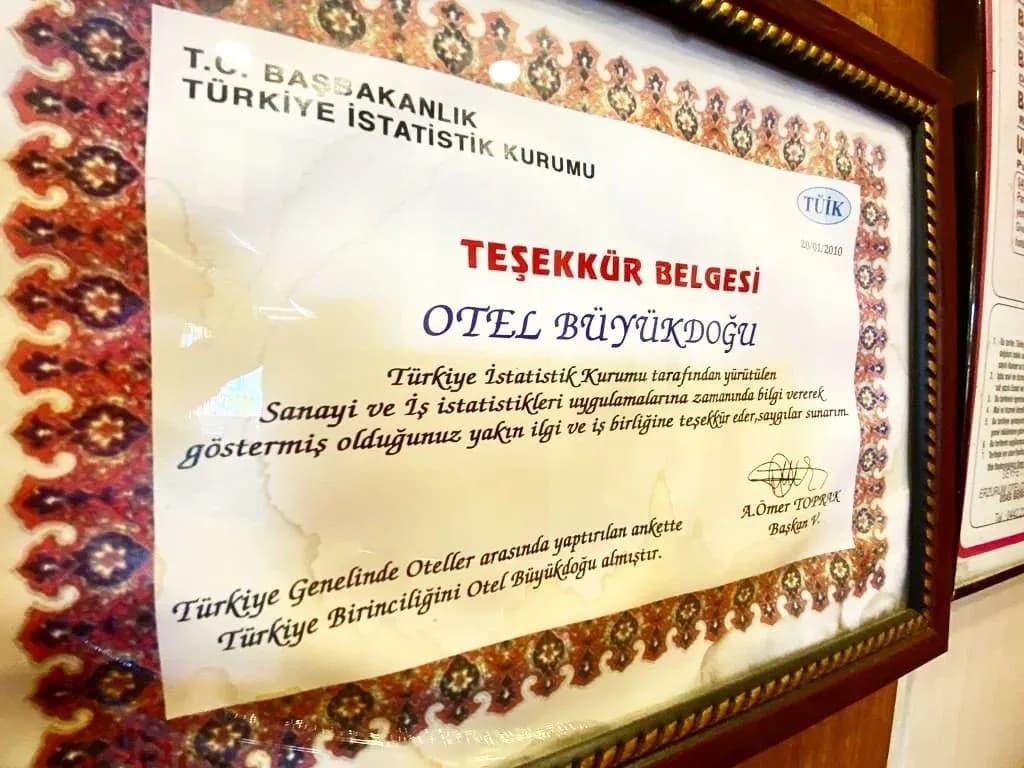 T.C. BAŞBAKANLIK
TÜRKİYE İSTATİSTİK KURUMU
TÜİK
20/01/2010
TEŞEKKÜR BELGESİ
OTEL BÜYÜKDOĞU
Türkiye İstatistik Kurumu tarafından yürütülen
Sanayi ve İş istatistikleri uygulamalarına zamanında bilgi vererek
göstermiş olduğunuz yakın ilgi ve iş birliğine teşekkür eder,saygılar sunarım.
A.Ömer TOPRAK
Başkan V.
Türkiye Genelinde Oteller arasında yaptırılan ankette
Türkiye Birinciliğini Otel Büyükdoğu almıştır.